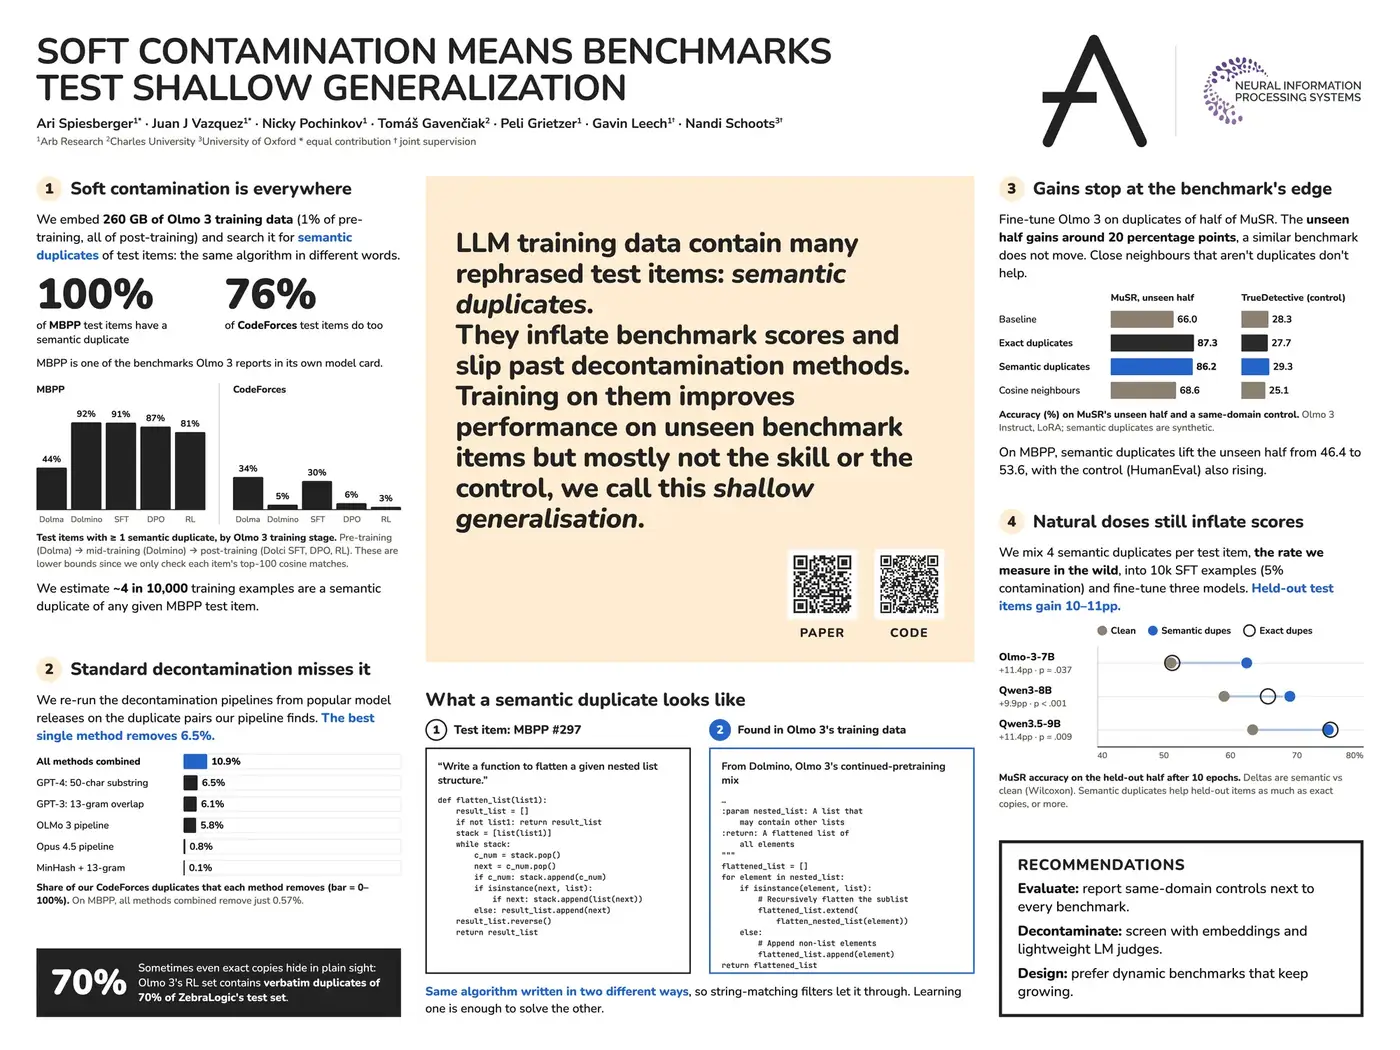 SOFT CONTAMINATION MEANS BENCHMARKS
TEST SHALLOW GENERALIZATION
Ari Spiesberger¹* · Juan J Vazquez¹* · Nicky Pochinkov¹ · Tomáš Gavenčiak² · Peli Grietzer¹ · Gavin Leech¹† · Nandi Schoots³†
¹Arb Research ²Charles University ³University of Oxford * equal contribution † joint supervision
NEURAL INFORMATION
PROCESSING SYSTEMS
1 Soft contamination is everywhere
We embed 260 GB of Olmo 3 training data (1% of pre-
training, all of post-training) and search it for semantic
duplicates of test items: the same algorithm in different words.
100% 76%
of MBPP test items have a
semantic duplicate
of CodeForces test items do too
MBPP is one of the benchmarks Olmo 3 reports in its own model card.
MBPP
44% 92% 91% 87% 81%
Dolma Dolmino SFT DPO RL
CodeForces
34% 5% 30% 6% 3%
Dolma Dolmino SFT DPO RL
Test items with ≥ 1 semantic duplicate, by Olmo 3 training stage. Pre-training
(Dolma) → mid-training (Dolmino) → post-training (Dolci SFT, DPO, RL). These are
lower bounds since we only check each item's top-100 cosine matches.
We estimate ~4 in 10,000 training examples are a semantic
duplicate of any given MBPP test item.
2 Standard decontamination misses it
We re-run the decontamination pipelines from popular model
releases on the duplicate pairs our pipeline finds. The best
single method removes 6.5%.
All methods combined 10.9%
GPT-4: 50-char substring 6.5%
GPT-3: 13-gram overlap 6.1%
OLMo 3 pipeline 5.8%
Opus 4.5 pipeline 0.8%
MinHash + 13-gram 0.1%
Share of our CodeForces duplicates that each method removes (bar = 0–
100%). On MBPP, all methods combined remove just 0.57%.
70%
Sometimes even exact copies hide in plain sight:
Olmo 3's RL set contains verbatim duplicates of
70% of ZebraLogic's test set.
LLM training data contain many
rephrased test items: semantic
duplicates.
They inflate benchmark scores and
slip past decontamination methods.
Training on them improves
performance on unseen benchmark
items but mostly not the skill or the
control, we call this shallow
generalisation.
PAPER CODE
What a semantic duplicate looks like
1 Test item: MBPP #297
“Write a function to flatten a given nested list
structure.”
def flatten_list(list1):
result_list = []
if not list1: return result_list
stack = [list(list1)]
while stack:
c_num = stack.pop()
next = c_num.pop()
if c_num: stack.append(c_num)
if isinstance(next, list):
if next: stack.append(list(next))
else: result_list.append(next)
result_list.reverse()
return result_list
2 Found in Olmo 3's training data
From Dolmino, Olmo 3's continued-pretraining
mix
…
:param nested_list: A list that
may contain other lists
:return: A flattened list of
all elements
"""
flattened_list = []
for element in nested_list:
if isinstance(element, list):
# Recursively flatten the sublist
flattened_list.extend(
flatten_nested_list(element))
else:
# Append non-list elements
flattened_list.append(element)
return flattened_list
Same algorithm written in two different ways, so string-matching filters let it through. Learning
one is enough to solve the other.
3 Gains stop at the benchmark's edge
Fine-tune Olmo 3 on duplicates of half of MuSR. The unseen
half gains around 20 percentage points, a similar benchmark
does not move. Close neighbours that aren't duplicates don't
help.
MuSR, unseen half TrueDetective (control)
Baseline 66.0 28.3
Exact duplicates 87.3 27.7
Semantic duplicates 86.2 29.3
Cosine neighbours 68.6 25.1
Accuracy (%) on MuSR's unseen half and a same-domain control. Olmo 3
Instruct, LoRA; semantic duplicates are synthetic.
On MBPP, semantic duplicates lift the unseen half from 46.4 to
53.6, with the control (HumanEval) also rising.
4 Natural doses still inflate scores
We mix 4 semantic duplicates per test item, the rate we
measure in the wild, into 10k SFT examples (5%
contamination) and fine-tune three models. Held-out test
items gain 10–11pp.
Clean Semantic dupes Exact dupes
Olmo-3-7B
+11.4pp · p = .037
Qwen3-8B
+9.9pp · p < .001
Qwen3.5-9B
+11.4pp · p = .009
40 50 60 70 80%
MuSR accuracy on the held-out half after 10 epochs. Deltas are semantic vs
clean (Wilcoxon). Semantic duplicates help held-out items as much as exact
copies, or more.
RECOMMENDATIONS
Evaluate: report same-domain controls next to
every benchmark.
Decontaminate: screen with embeddings and
lightweight LM judges.
Design: prefer dynamic benchmarks that keep
growing.